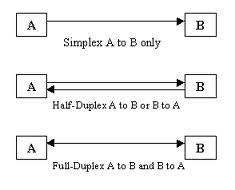 A B
Simplex A to B only
A B
Half-Duplex A to B or B to A
A B
Full-Duplex A to B and B to A